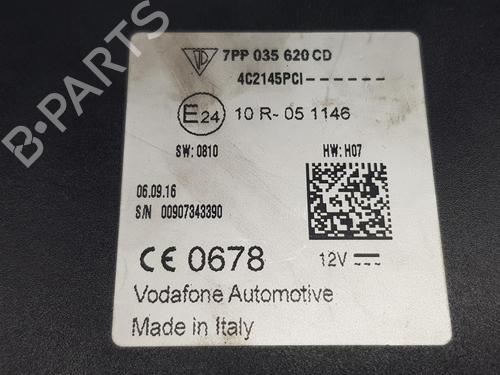 7PP 035 620 CD
4C2145PCI-------
E24 10 R-05 1146
SW: 0810 HW: H07
06.09.16
S/N 00907343390
CE 0678 12V
Vodafone Automotive
Made in Italy
B-PARTS